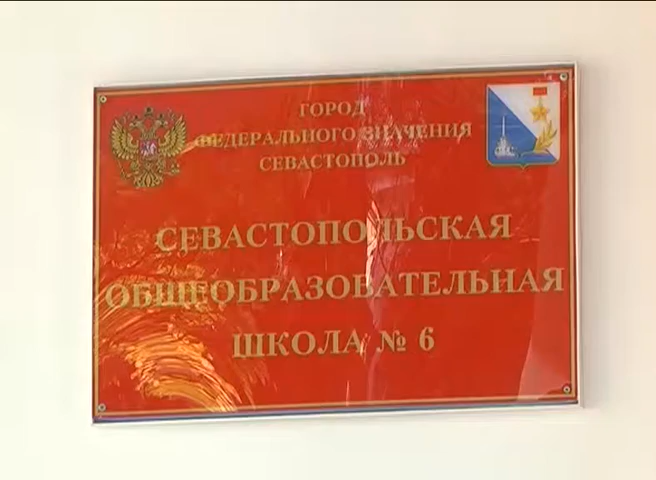 ГОРОД
ФЕДЕРАЛЬНОГО ЗНАЧЕНИЯ
СЕВАСТОПОЛЬ
СЕВАСТОПОЛЬСКАЯ
ОБЩЕОБРАЗОВАТЕЛЬНАЯ
ШКОЛА № 6